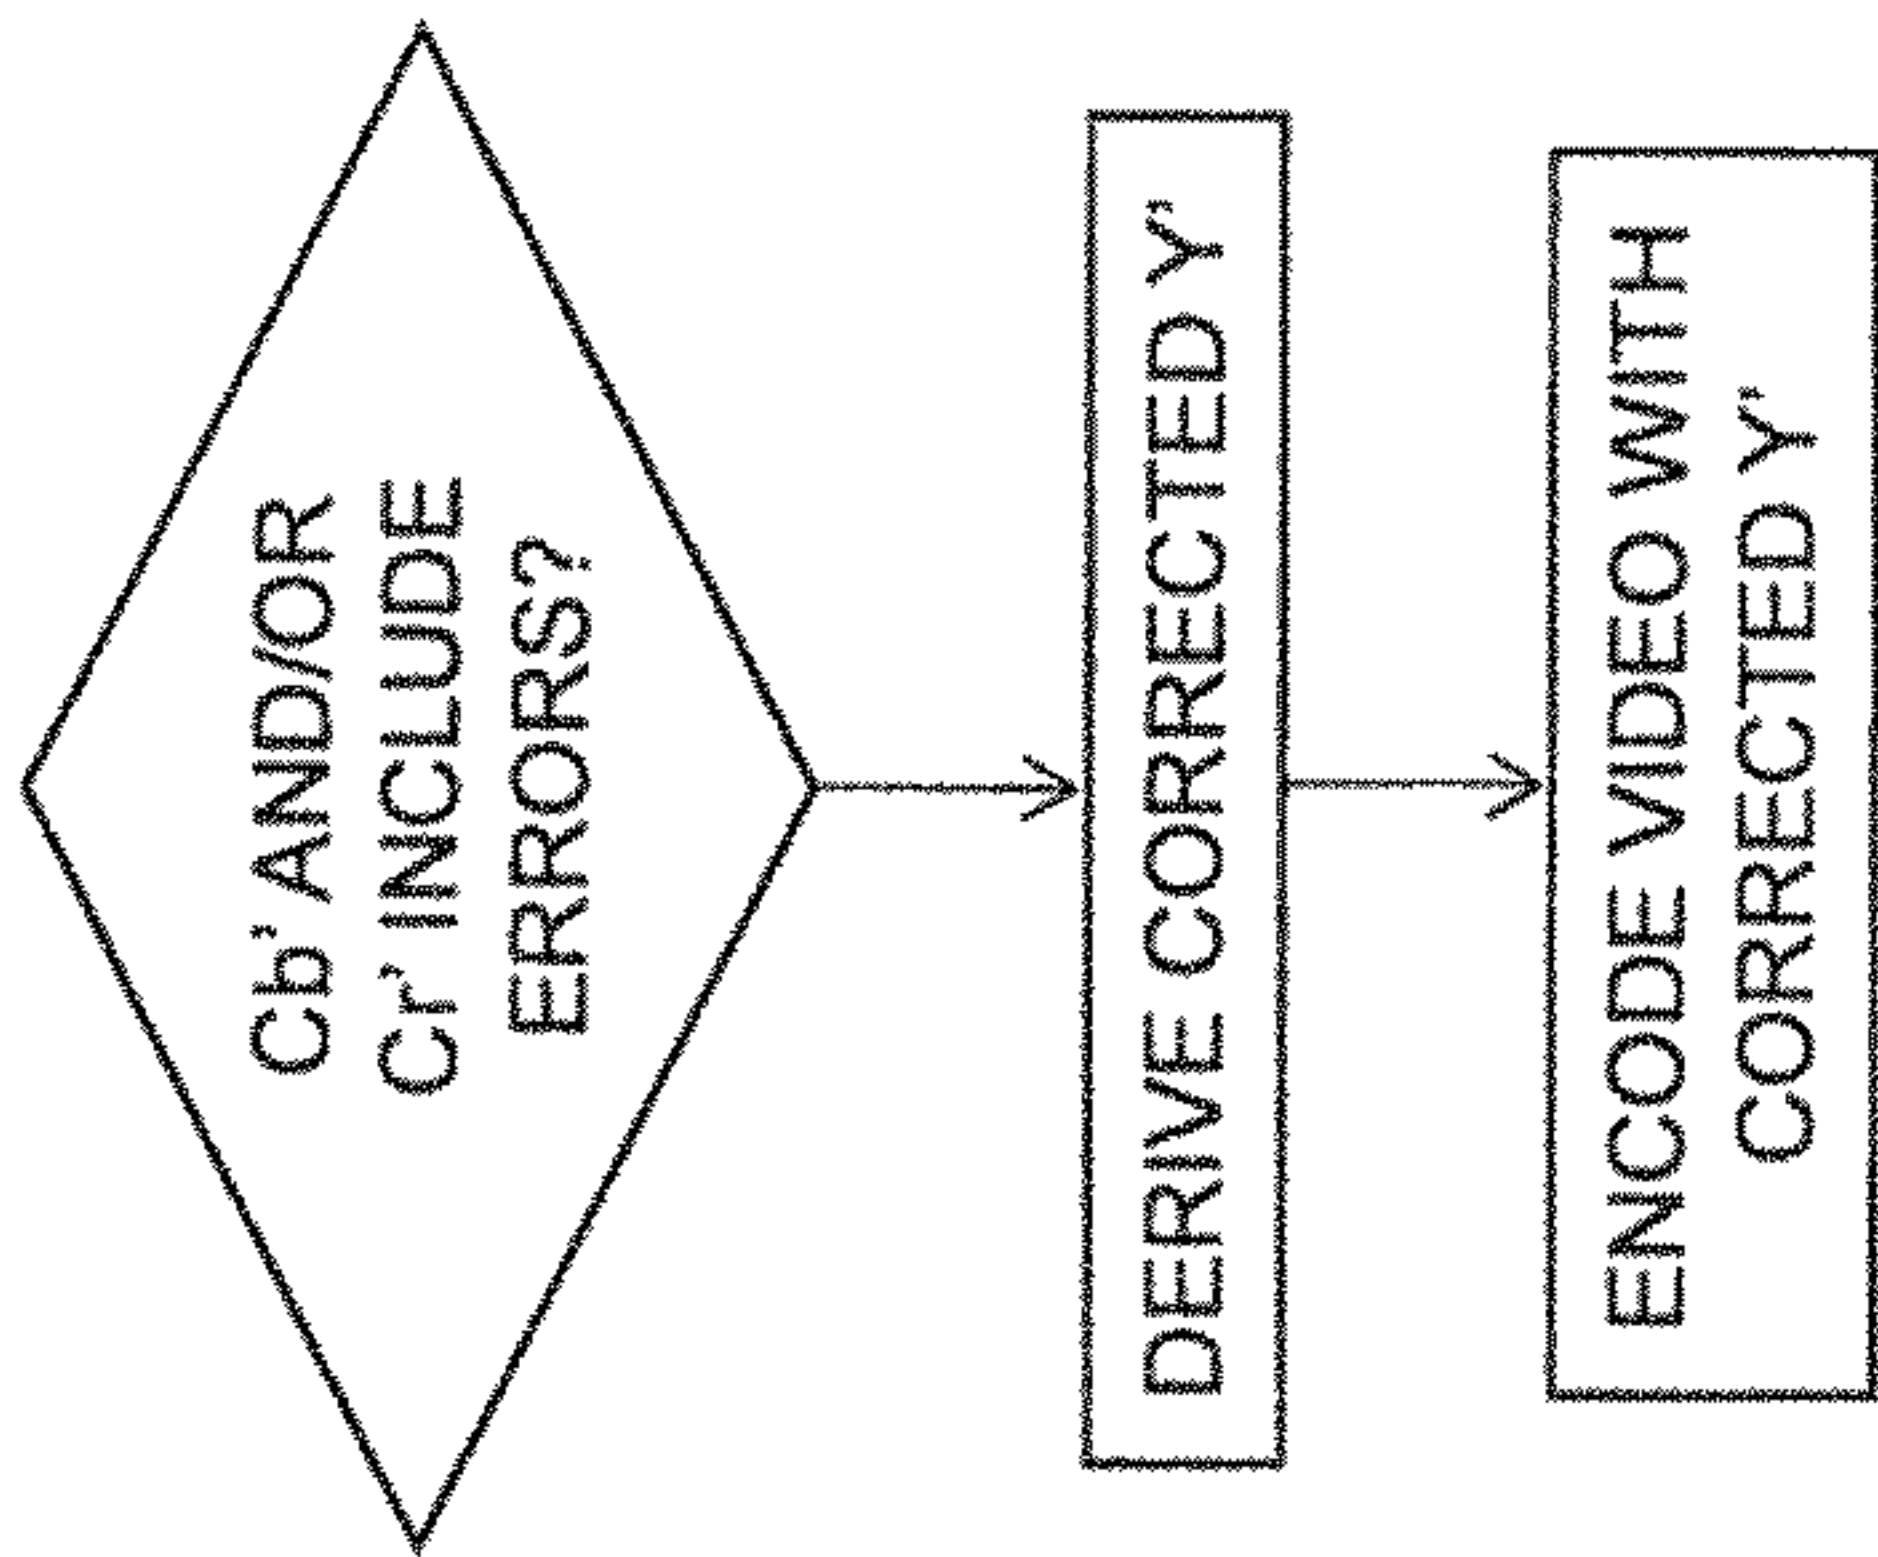 Cb' AND/OR
Cr' INCLUDE
ERRORS?
DERIVE CORRECTED Y'
ENCODE VIDEO WITH
CORRECTED Y'